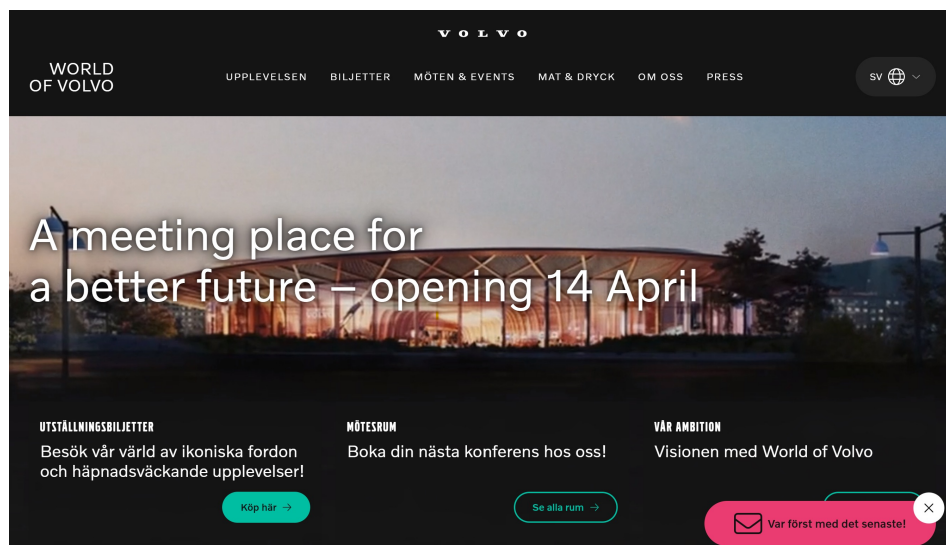 VOLVO
WORLD
OF VOLVO
UPPLEVELSEN BILJETTER MÖTEN & EVENTS MAT & DRYCK OM OSS PRESS
SV
A meeting place for
a better future – opening 14 April
UTSTÄLLNINGSBILJETTER
Besök vår värld av ikoniska fordon
och häpnadsväckande upplevelser!
Köp här →
MÖTESRUM
Boka din nästa konferens hos oss!
Se alla rum →
VÅR AMBITION
Visionen med World of Volvo
Var först med det senaste!